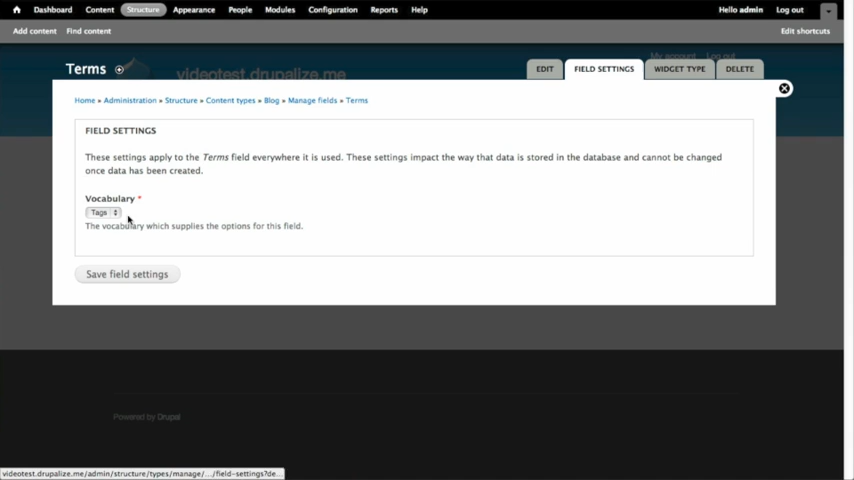 Dashboard Content Structure Appearance People Modules Configuration Reports Help Hello admin Log out
Add content Find content Edit shortcuts
My account Log out
Terms videotest.drupalize.me EDIT FIELD SETTINGS WIDGET TYPE DELETE
Home » Administration » Structure » Content types » Blog » Manage fields » Terms
FIELD SETTINGS
These settings apply to the Terms field everywhere it is used. These settings impact the way that data is stored in the database and cannot be changed
once data has been created.
Vocabulary *
Tags
The vocabulary which supplies the options for this field.
Save field settings
Powered by Drupal
videotest.drupalize.me/admin/structure/types/manage/.../field-settings?de...